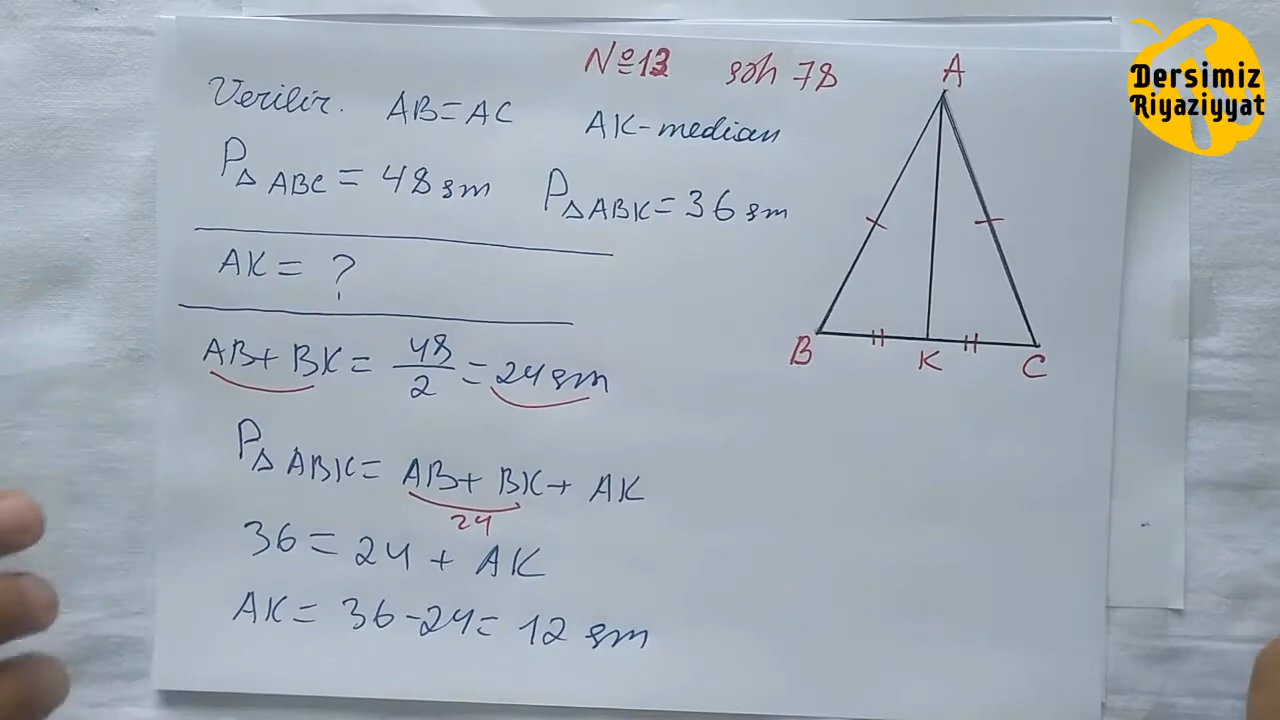 №13 səh 78
Verilir. AB=AC AK-median
P△ABC = 48 sm P△ABK = 36 sm
AK = ?
AB + BK = 48/2 = 24 sm
P△ABK = AB + BK + AK
24
36 = 24 + AK
AK = 36 - 24 = 12 sm
A
B K C
Dersimiz
Riyaziyyat